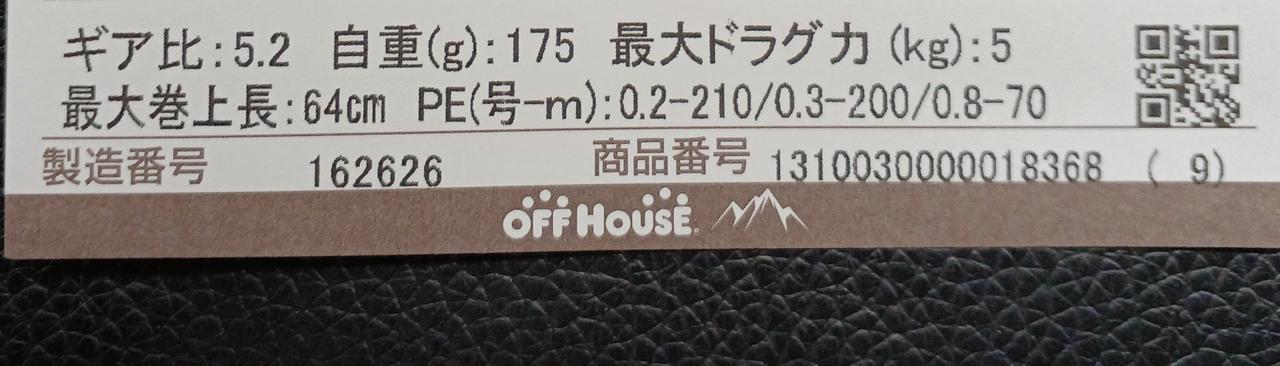 ギア比:5.2 自重(g):175 最大ドラグ力(kg):5
最大巻上長:64cm PE(号-m):0.2-210/0.3-200/0.8-70
製造番号 162626 商品番号 1310030000018368 ( 9)
OFF HOUSE